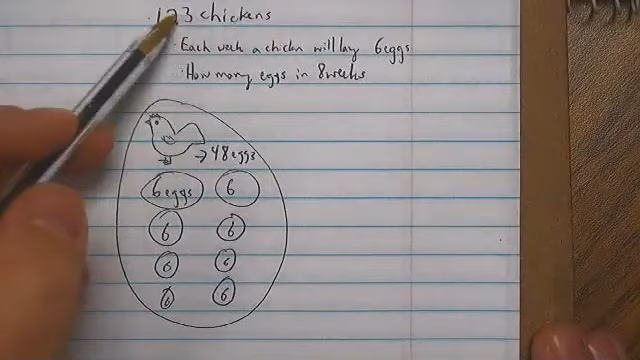 · 123 chickens
· Each week a chicken will lay 6 eggs
· How many eggs in 8 weeks
→ 48 eggs
6 eggs 6
6 6
6 6
6 6